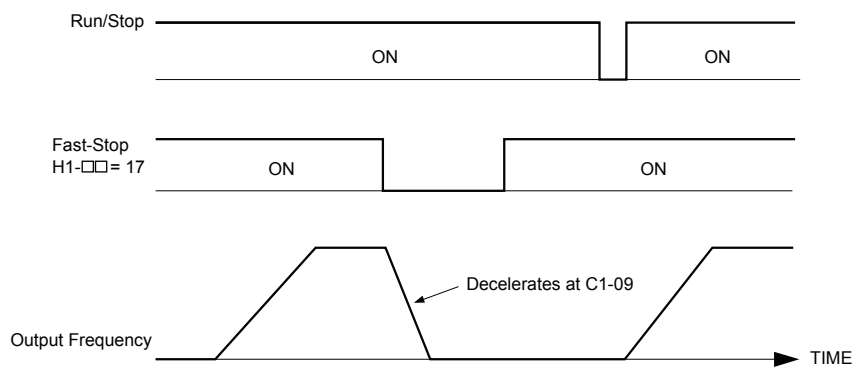 Run/Stop
ON
ON
Fast-Stop
H1-□□= 17
ON
ON
Decelerates at C1-09
Output Frequency
TIME